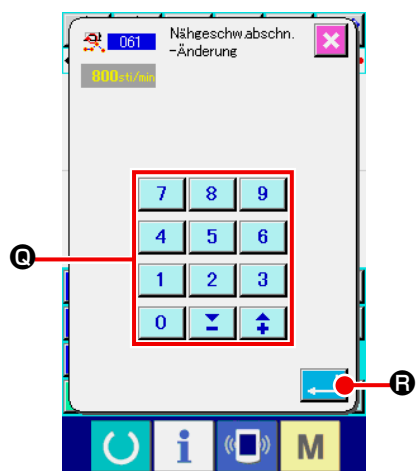 061
Nähgeschw.abschn.
-Änderung
800sti/min
7 8 9
4 5 6
1 2 3
0
Q
R
i
M